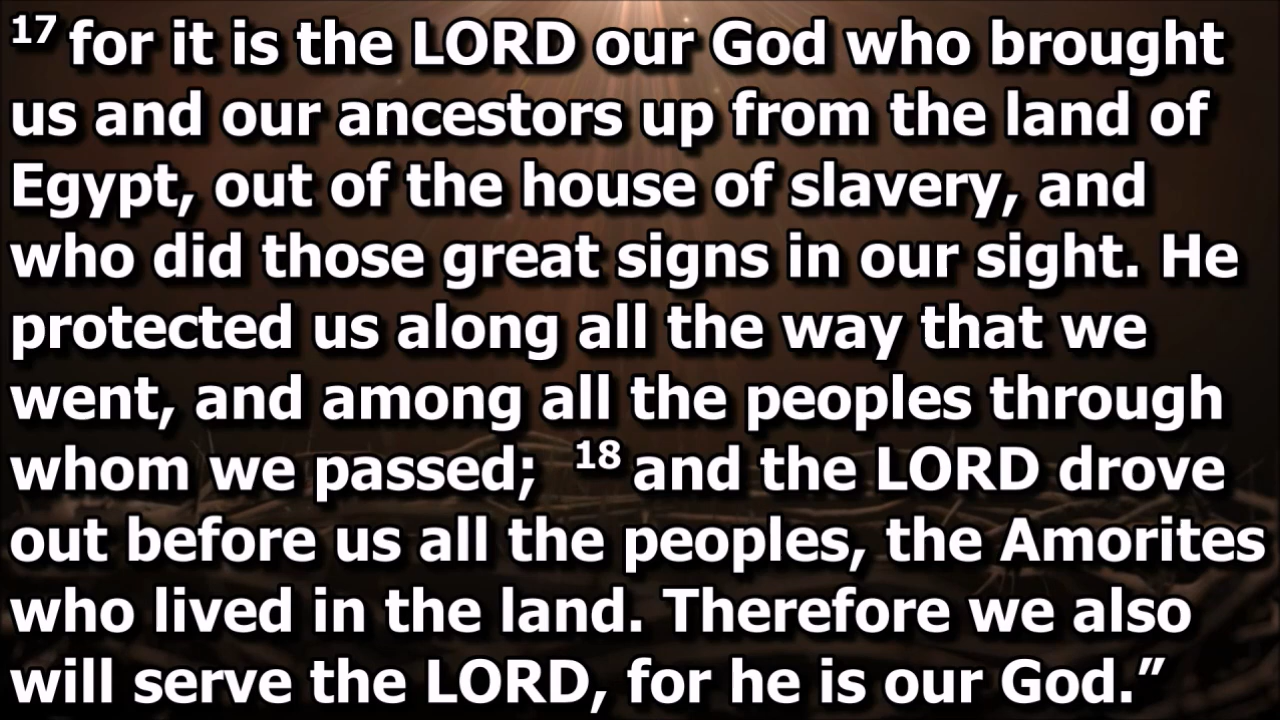 17 for it is the LORD our God who brought
us and our ancestors up from the land of
Egypt, out of the house of slavery, and
who did those great signs in our sight. He
protected us along all the way that we
went, and among all the peoples through
whom we passed; 18 and the LORD drove
out before us all the peoples, the Amorites
who lived in the land. Therefore we also
will serve the LORD, for he is our God.”